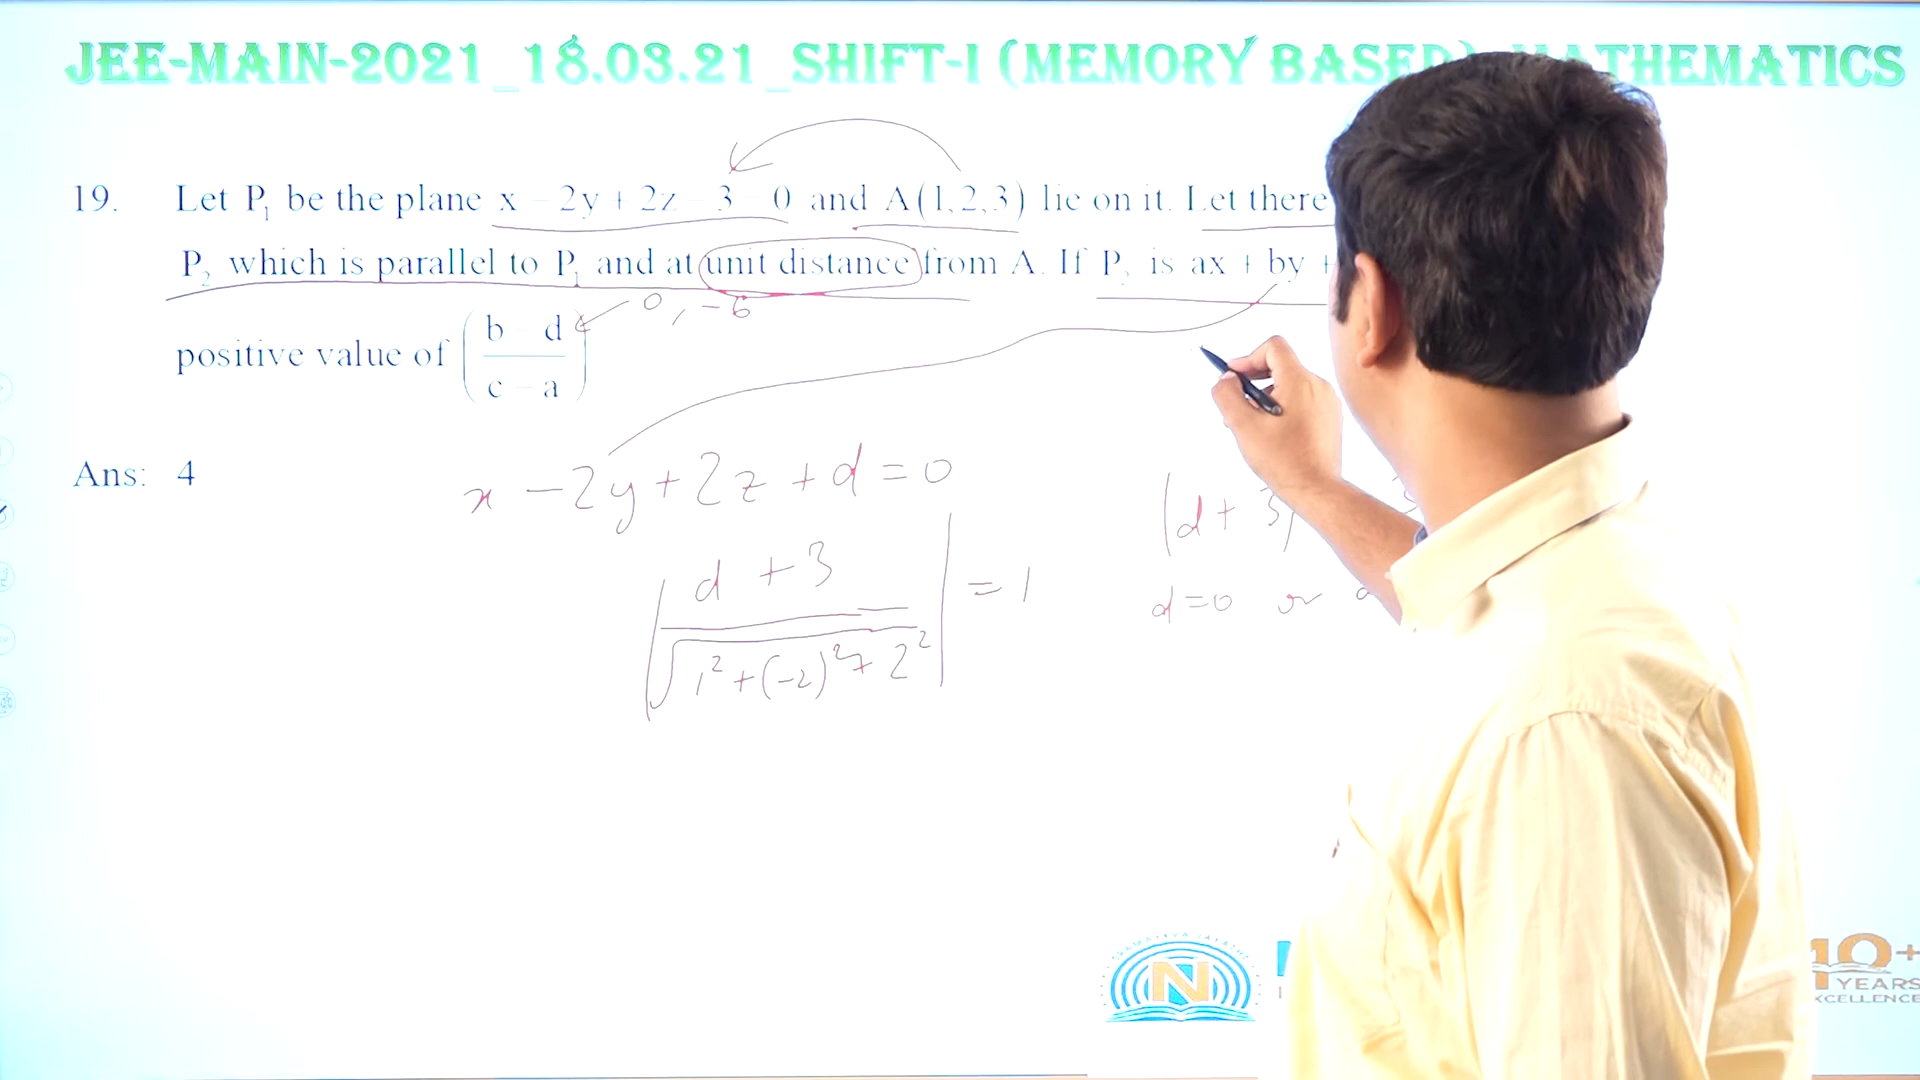 JEE-MAIN-2021_18.03.21_SHIFT-I (MEMORY BASED) MATHEMATICS
19. Let P₁ be the plane x − 2y + 2z − 3 = 0 and A(1,2,3) lie on it. Let there
P₂ which is parallel to P₁ and at unit distance from A. If P₂ is ax + by +
0, −6
positive value of (b − d / c − a)
Ans: 4
x − 2y + 2z + d = 0
|d + 3 / √1² + (−2)² + 2²| = 1
|d + 3|
d = 0 or
N
10+
YEARS